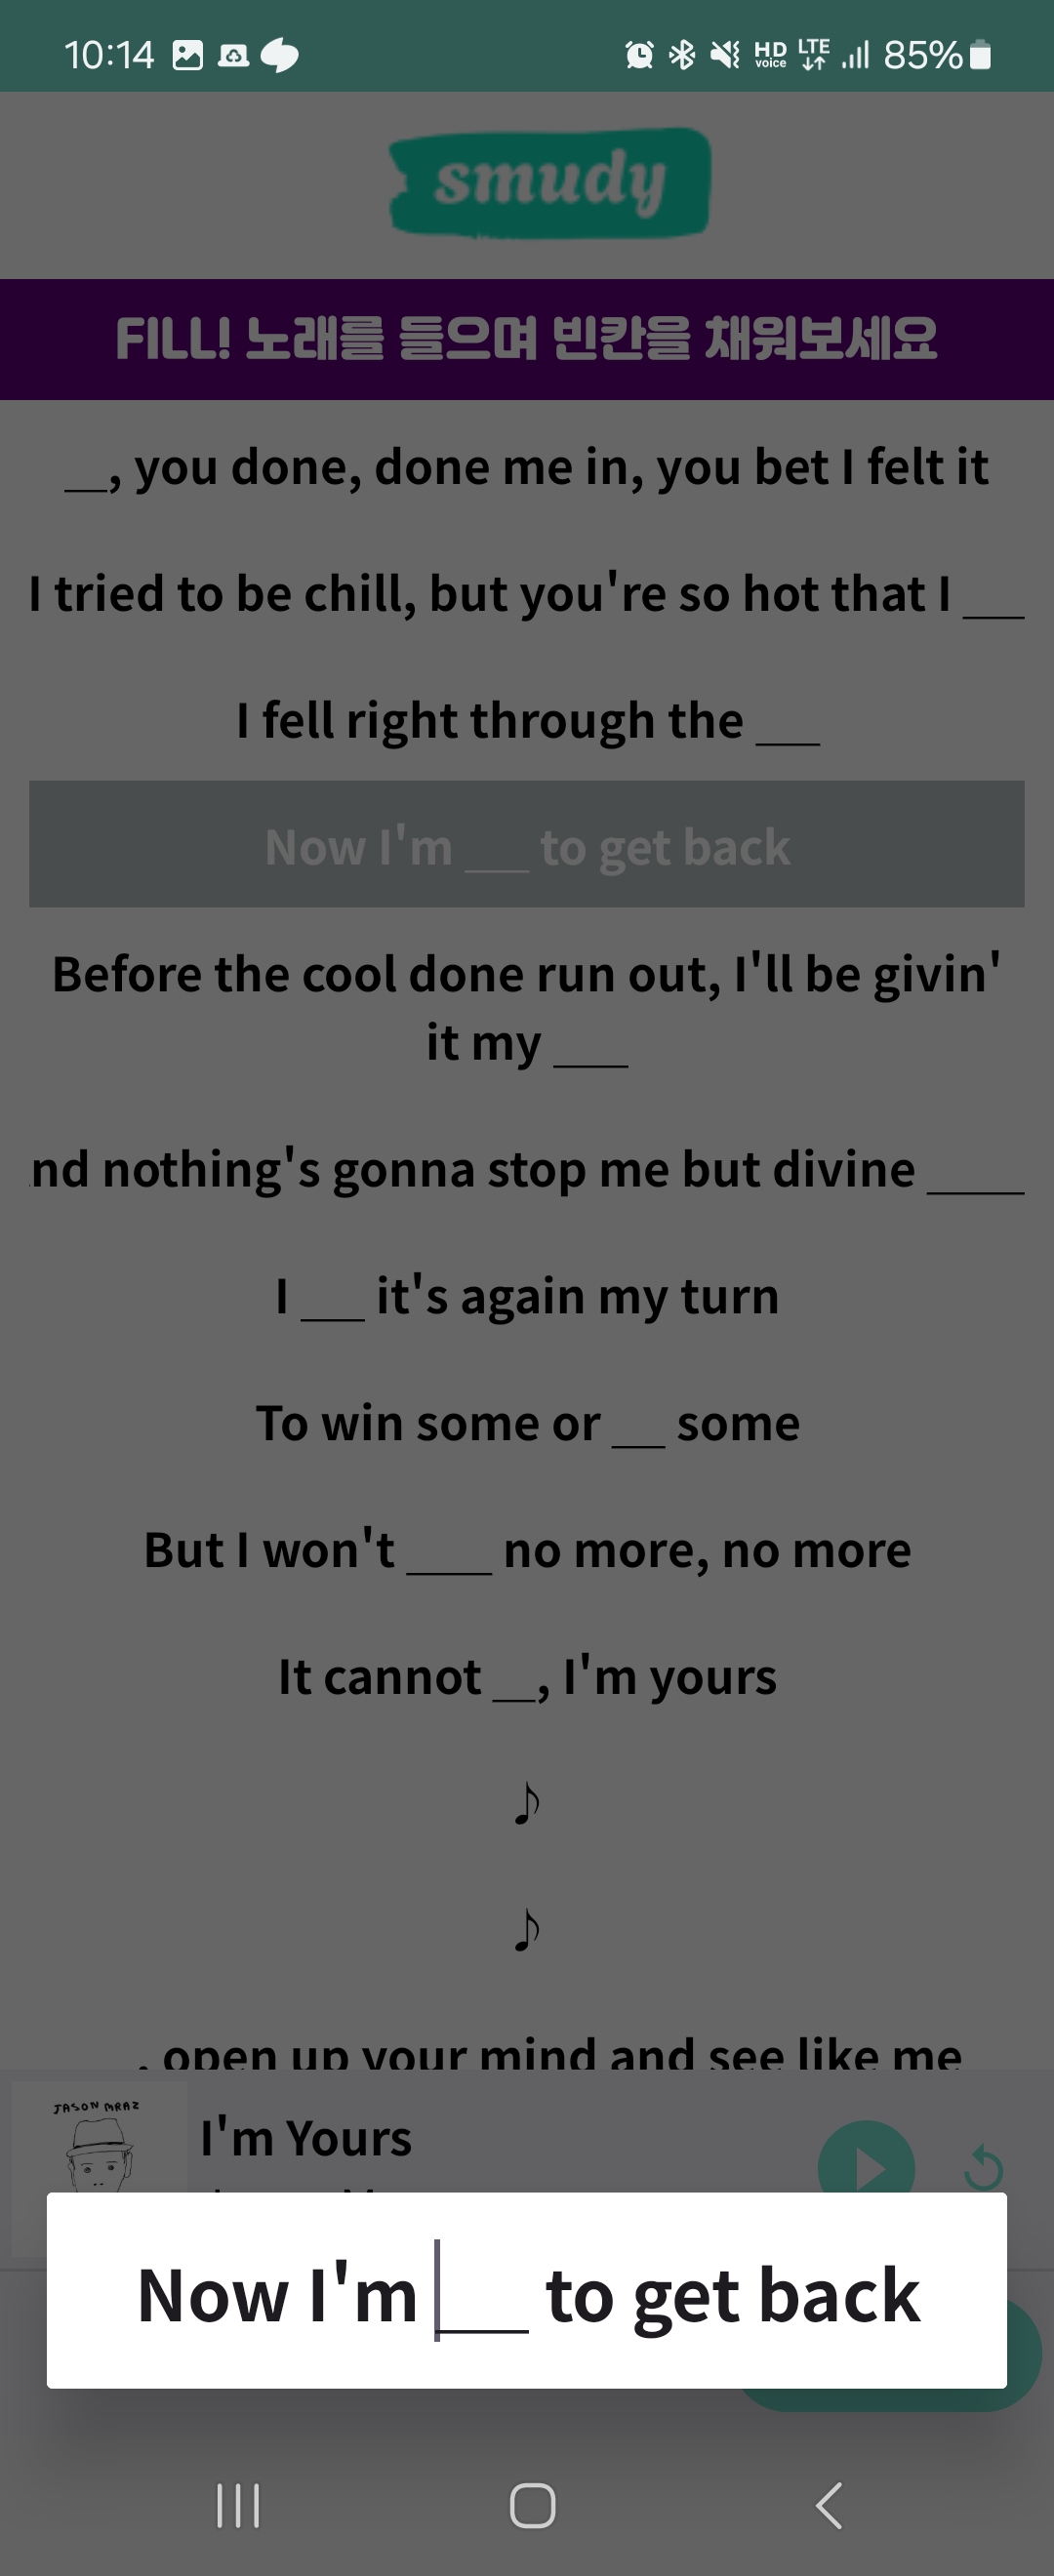 10:14 HD voice LTE 85%
smudy
FILL! 노래를 들으며 빈칸을 채워보세요
__, you done, done me in, you bet I felt it
I tried to be chill, but you're so hot that I ___
I fell right through the ___
Now I'm ___ to get back
Before the cool done run out, I'll be givin'
it my ____
nd nothing's gonna stop me but divine _____
I ___ it's again my turn
To win some or ___ some
But I won't ____ no more, no more
It cannot __, I'm yours
, open up your mind and see like me
JASON MRAZ
I'm Yours
Now I'm ___ to get back